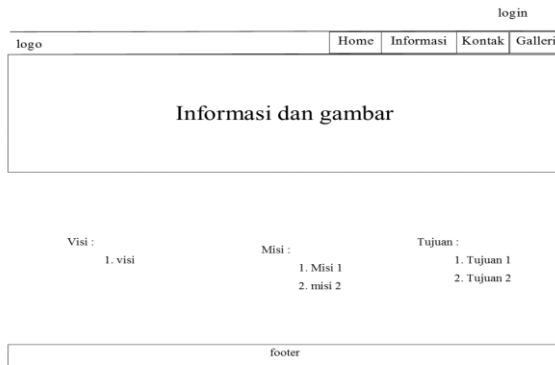 login
logo Home Informasi Kontak Galleri
Informasi dan gambar
Visi :
1. visi
Misi :
1. Misi 1
2. misi 2
Tujuan :
1. Tujuan 1
2. Tujuan 2
footer